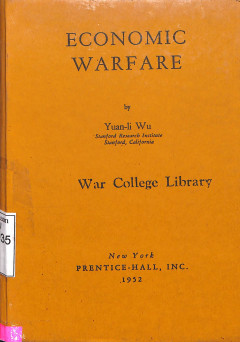 ECONOMIC
WARFARE
by
Yuan-li Wu
Stanford Research Institute
Stanford, California
War College Library
New York
PRENTICE-HALL, INC.
1952
35